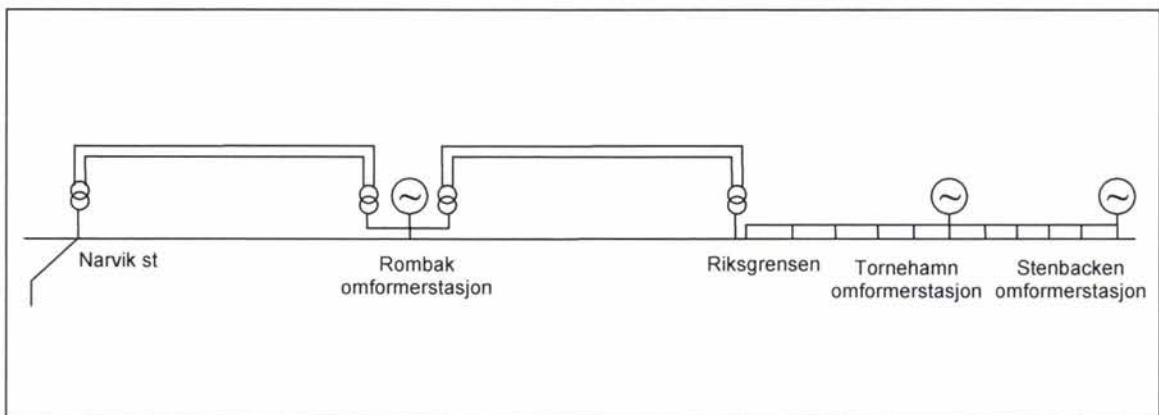 Narvik st
Rombak
omformerstasjon
Riksgrensen
Tornehamn
omformerstasjon
Stenbacken
omformerstasjon